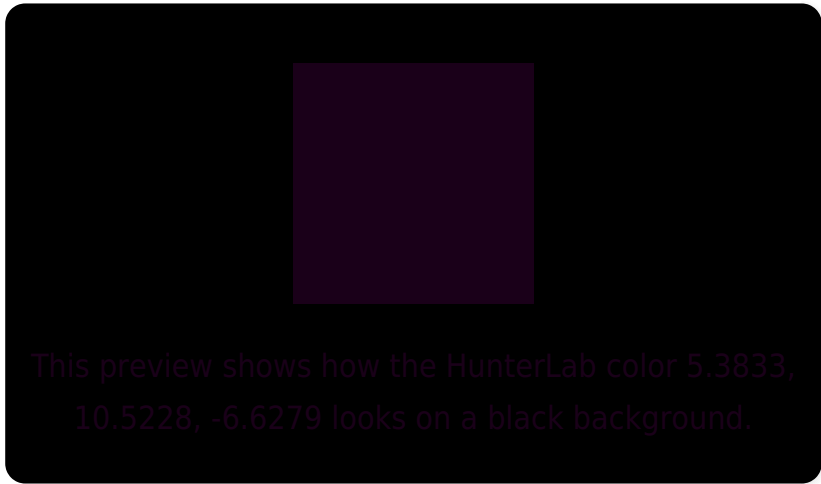 This preview shows how the HunterLab color 5.3833,
10.5228, -6.6279 looks on a black background.